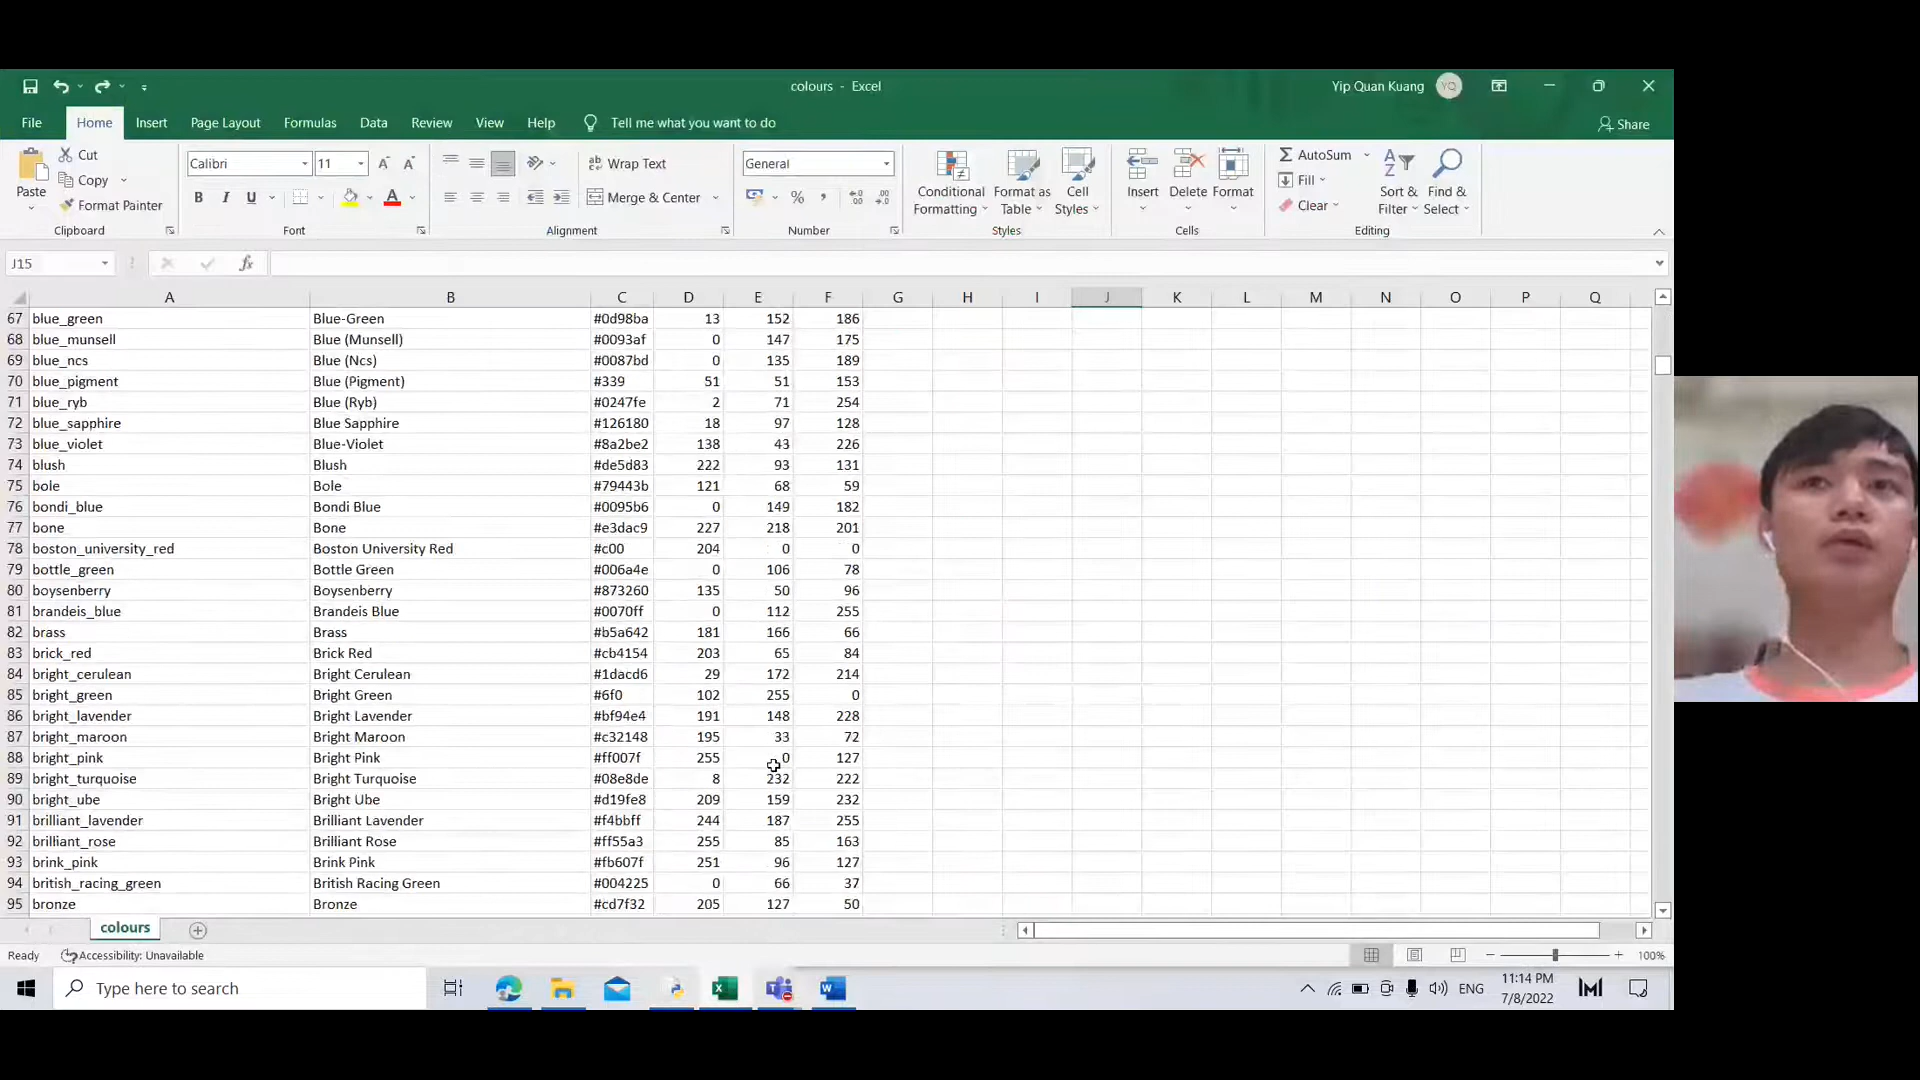 colours - Excel
Yip Quan Kuang YQ
File Home Insert Page Layout Formulas Data Review View Help Tell me what you want to do Share
Paste Cut Copy Format Painter Clipboard
Calibri 11 B I U Font
Wrap Text Merge & Center Alignment
General % Number
Conditional Formatting Format as Table Cell Styles Styles
Insert Delete Format Cells
AutoSum Fill Clear Sort & Filter Find & Select Editing
J15 fx
A B C D E F G H I J K L M N O P Q
67 blue_green Blue-Green #0d98ba 13 152 186
68 blue_munsell Blue (Munsell) #0093af 0 147 175
69 blue_ncs Blue (Ncs) #0087bd 0 135 189
70 blue_pigment Blue (Pigment) #339 51 51 153
71 blue_ryb Blue (Ryb) #0247fe 2 71 254
72 blue_sapphire Blue Sapphire #126180 18 97 128
73 blue_violet Blue-Violet #8a2be2 138 43 226
74 blush Blush #de5d83 222 93 131
75 bole Bole #79443b 121 68 59
76 bondi_blue Bondi Blue #0095b6 0 149 182
77 bone Bone #e3dac9 227 218 201
78 boston_university_red Boston University Red #c00 204 0 0
79 bottle_green Bottle Green #006a4e 0 106 78
80 boysenberry Boysenberry #873260 135 50 96
81 brandeis_blue Brandeis Blue #0070ff 0 112 255
82 brass Brass #b5a642 181 166 66
83 brick_red Brick Red #cb4154 203 65 84
84 bright_cerulean Bright Cerulean #1dacd6 29 172 214
85 bright_green Bright Green #6f0 102 255 0
86 bright_lavender Bright Lavender #bf94e4 191 148 228
87 bright_maroon Bright Maroon #c32148 195 33 72
88 bright_pink Bright Pink #ff007f 255 0 127
89 bright_turquoise Bright Turquoise #08e8de 8 232 222
90 bright_ube Bright Ube #d19fe8 209 159 232
91 brilliant_lavender Brilliant Lavender #f4bbff 244 187 255
92 brilliant_rose Brilliant Rose #ff55a3 255 85 163
93 brink_pink Brink Pink #fb607f 251 96 127
94 british_racing_green British Racing Green #004225 0 66 37
95 bronze Bronze #cd7f32 205 127 50
colours
Ready Accessibility: Unavailable 100%
Type here to search
ENG
11:14 PM
7/8/2022